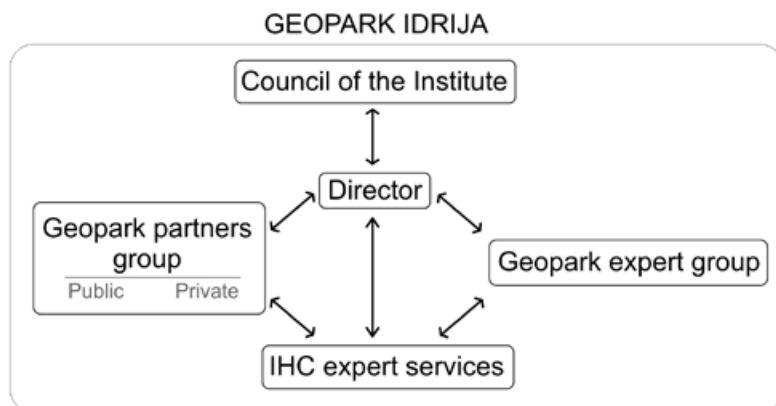 GEOPARK IDRIJA
Council of the Institute
Director
Geopark partners
group
Public Private
Geopark expert group
IHC expert services